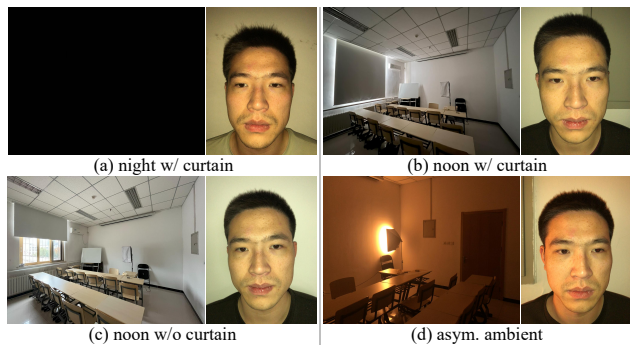 (a) night w/ curtain
(b) noon w/ curtain
(c) noon w/o curtain
(d) asym. ambient